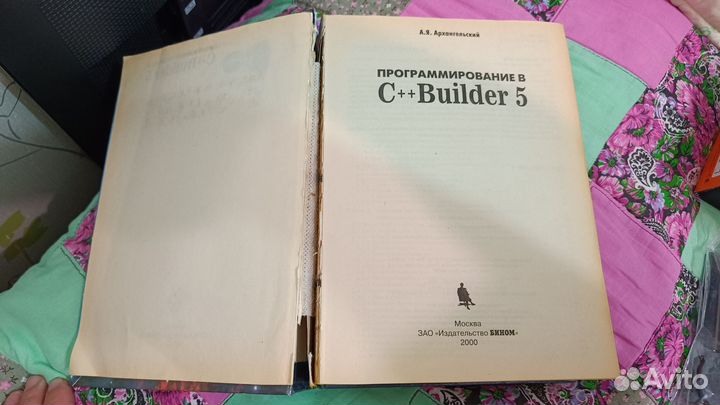 А.Я. Архангельский
ПРОГРАММИРОВАНИЕ В
C++Builder 5
Москва
ЗАО «Издательство БИНОМ»
2000
Avito